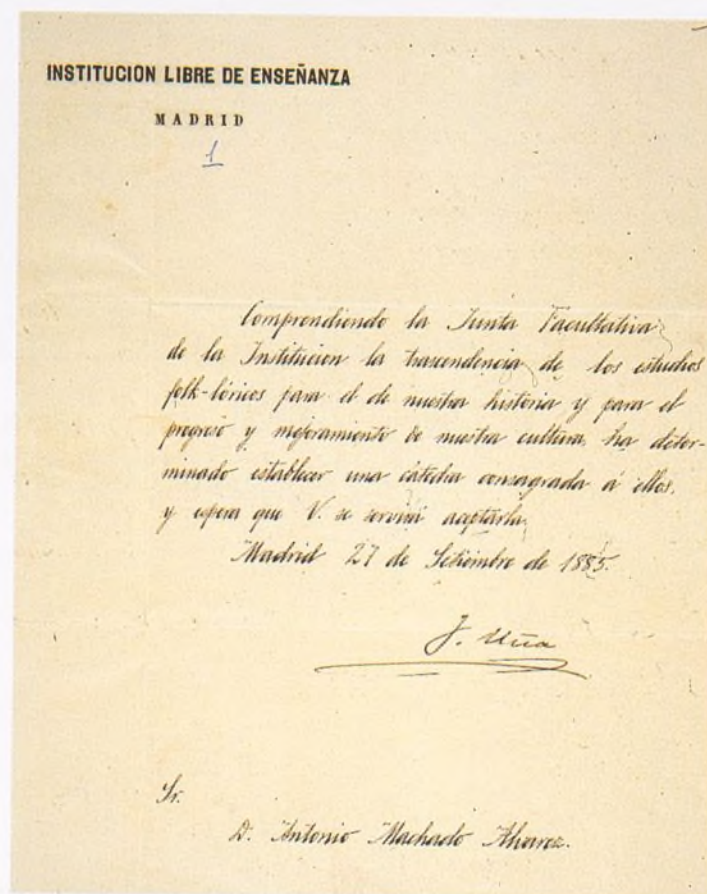 INSTITUCION LIBRE DE ENSEÑANZA
MADRID
1
Comprendiendo la Junta Facultativa
de la Institucion la trascendencia de los estudios
folk-lóricos para el de nuestra historia y para el
progreso y mejoramiento de nuestra cultura, ha deter-
minado establecer una cátedra consagrada á ellos,
y espera que V. se servirá aceptarla.
Madrid 27 de Setiembre de 1885.
J. Uña
Sr.
D. Antonio Machado Alvarez.